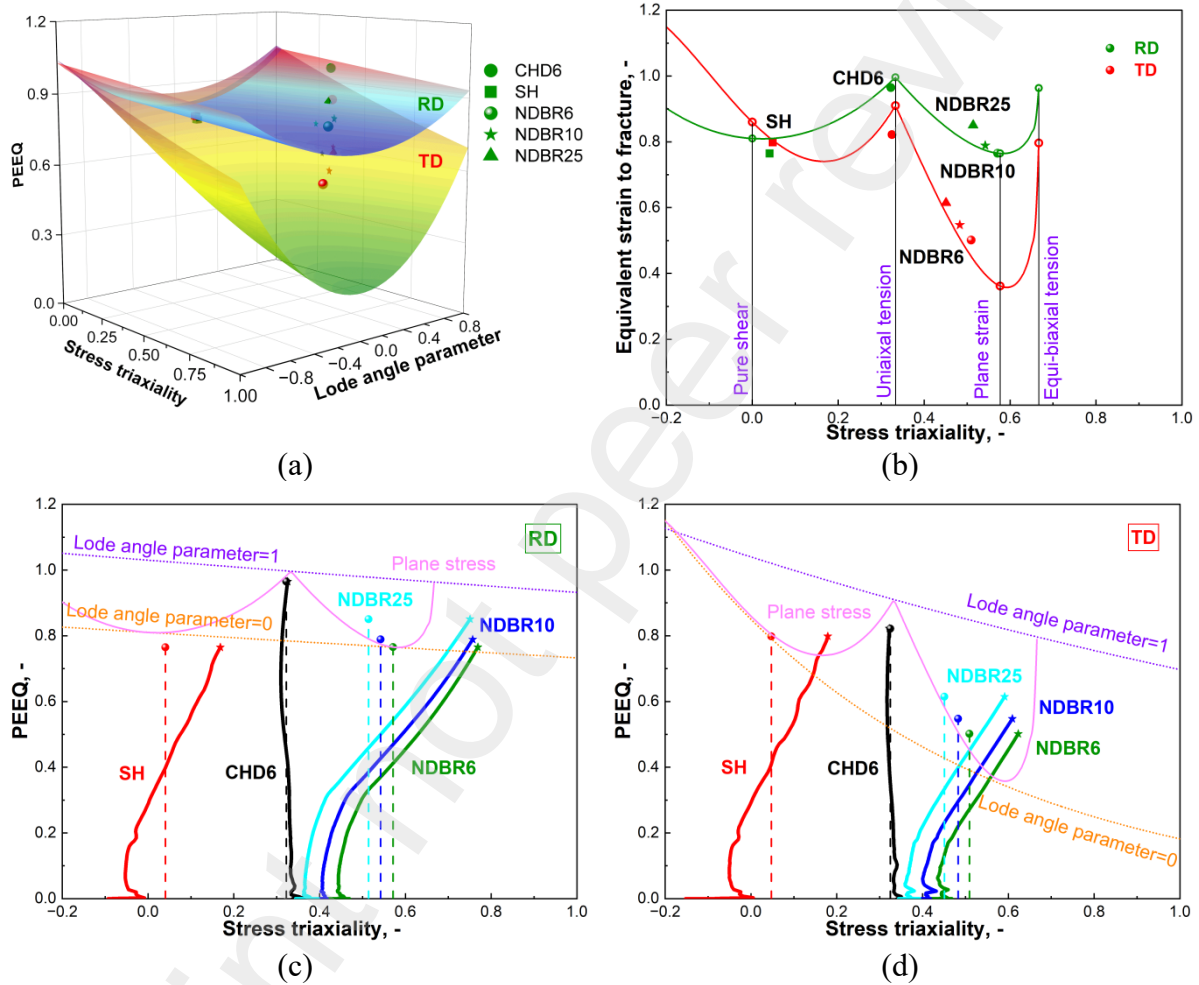 1.2
0.9
0.6
0.3
0.0
PEEQ
0.00
0.25
0.50
0.75
1.00
Stress triaxiality
−0.8
−0.4
0.0
0.4
0.8
Lode angle parameter
RD
TD
CHD6
SH
NDBR6
NDBR10
NDBR25
(a)
1.2
1.0
0.8
0.6
0.4
0.2
0.0
Equivalent strain to fracture, -
CHD6
RD
TD
SH
NDBR25
NDBR10
NDBR6
Pure shear
Uniaixal tension
Plane strain
Equi-biaxial tension
−0.2 0.0 0.2 0.4 0.6 0.8 1.0
Stress triaxiality, -
(b)
1.2
1.0
0.8
0.6
0.4
0.2
0.0
PEEQ, -
RD
Lode angle parameter=1
Plane stress
NDBR25
Lode angle parameter=0
NDBR10
NDBR6
SH
CHD6
−0.2 0.0 0.2 0.4 0.6 0.8 1.0
Stress triaxiality, -
(c)
1.2
1.0
0.8
0.6
0.4
0.2
0.0
PEEQ, -
TD
Plane stress
Lode angle parameter=1
NDBR25
NDBR10
NDBR6
SH
CHD6
Lode angle parameter=0
−0.2 0.0 0.2 0.4 0.6 0.8 1.0
Stress triaxiality, -
(d)
int not peer rev